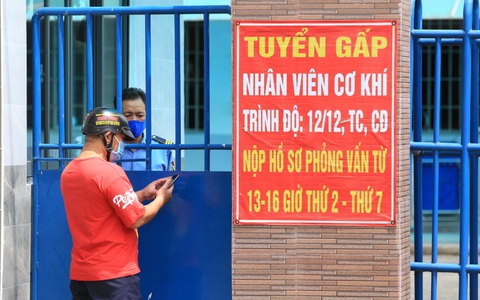 TUYỂN GẤP
NHÂN VIÊN CƠ KHÍ
TRÌNH ĐỘ: 12/12, TC, CĐ
NỘP HỒ SƠ PHỎNG VẤN TỪ
13-16 GIỜ THỨ 2 - THỨ 7